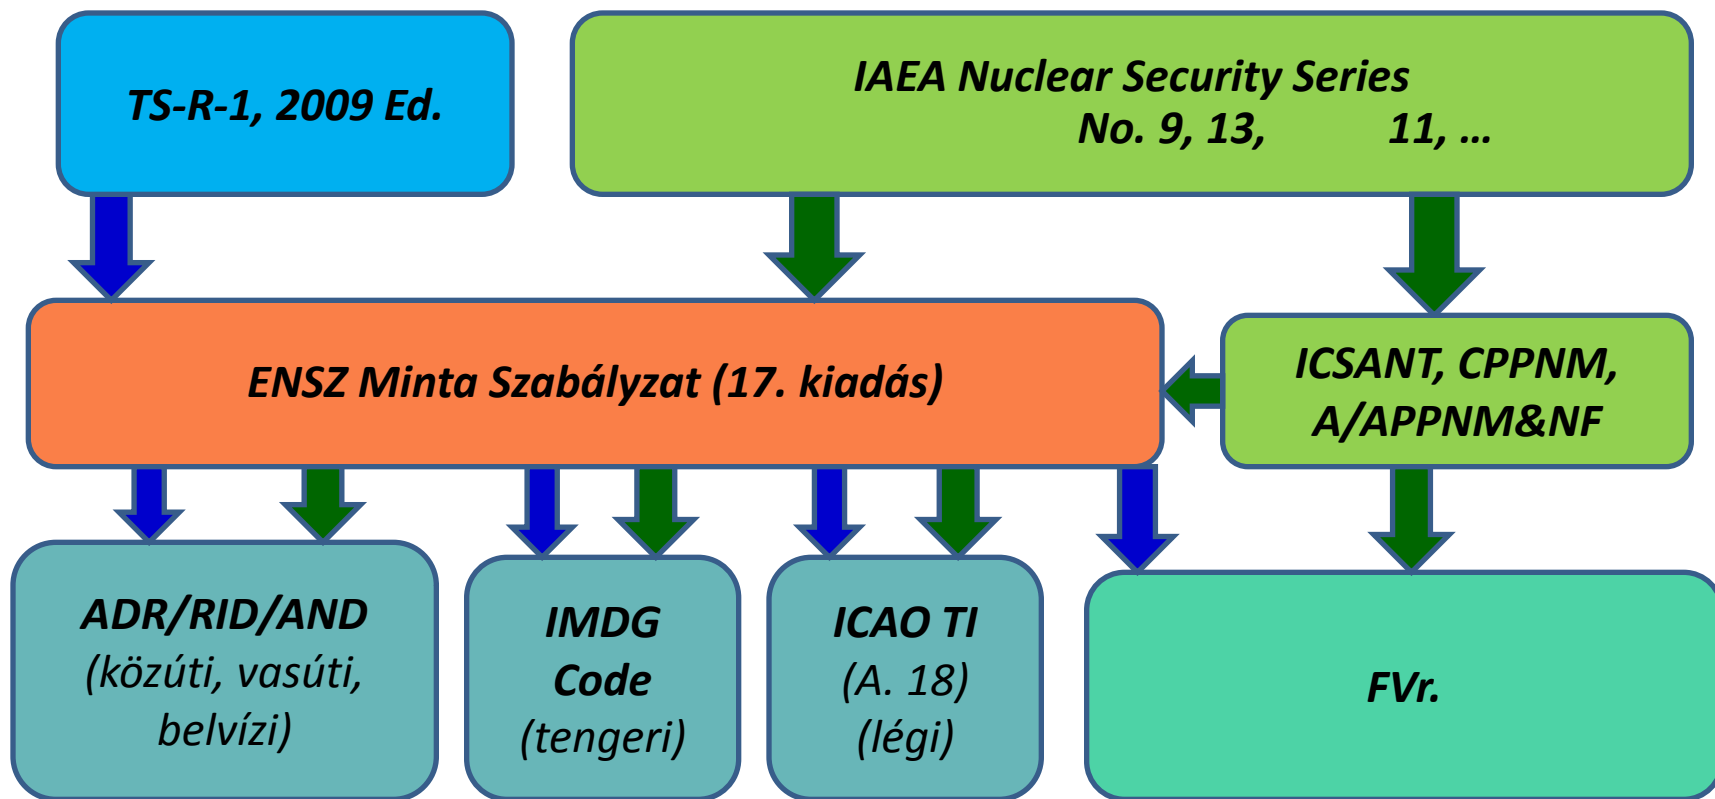 TS-R-1, 2009 Ed.
IAEA Nuclear Security Series
No. 9, 13, 11, ...
ENSZ Minta Szabályzat (17. kiadás)
ICSANT, CPPNM,
A/APPNM&NF
ADR/RID/AND
(közúti, vasúti,
belvízi)
IMDG
Code
(tengeri)
ICAO TI
(A. 18)
(légi)
FVr.